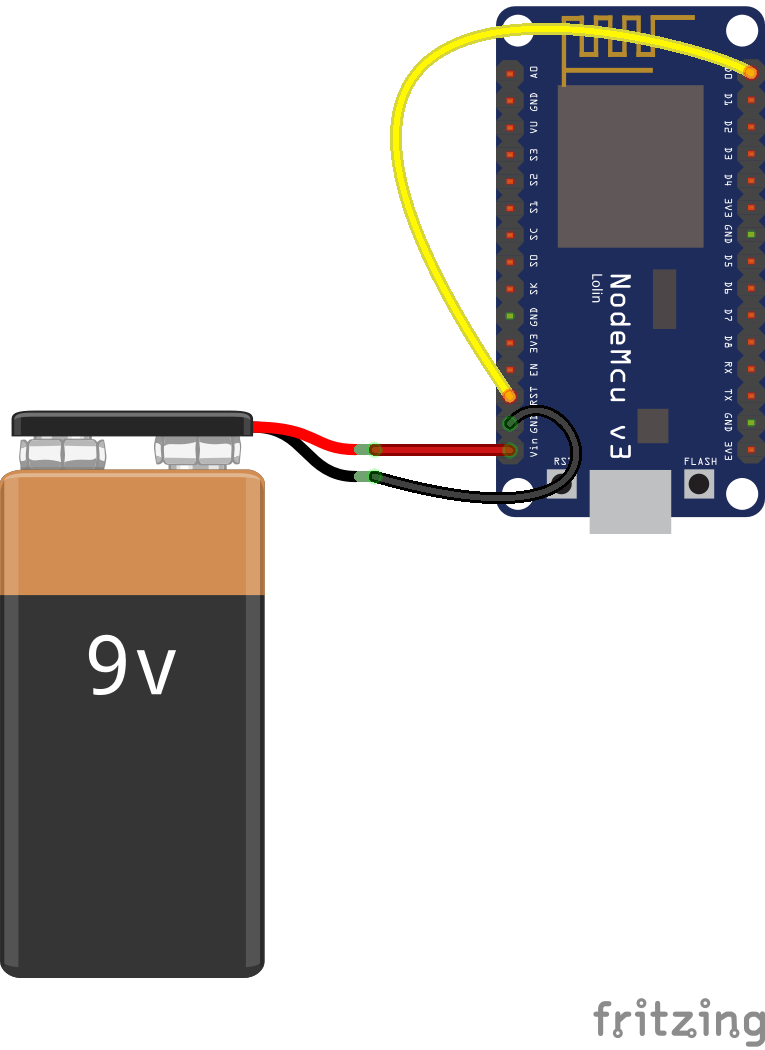 A0
GND
VU
S3
S2
S1
SC
SO
SK
GND
3V3
EN
RST
GND
Vin
D0
D1
D2
D3
D4
3V3
GND
D5
D6
D7
D8
RX
TX
GND
3V3
NodeMcu v3
Lolin
RST
FLASH
9v
fritzing